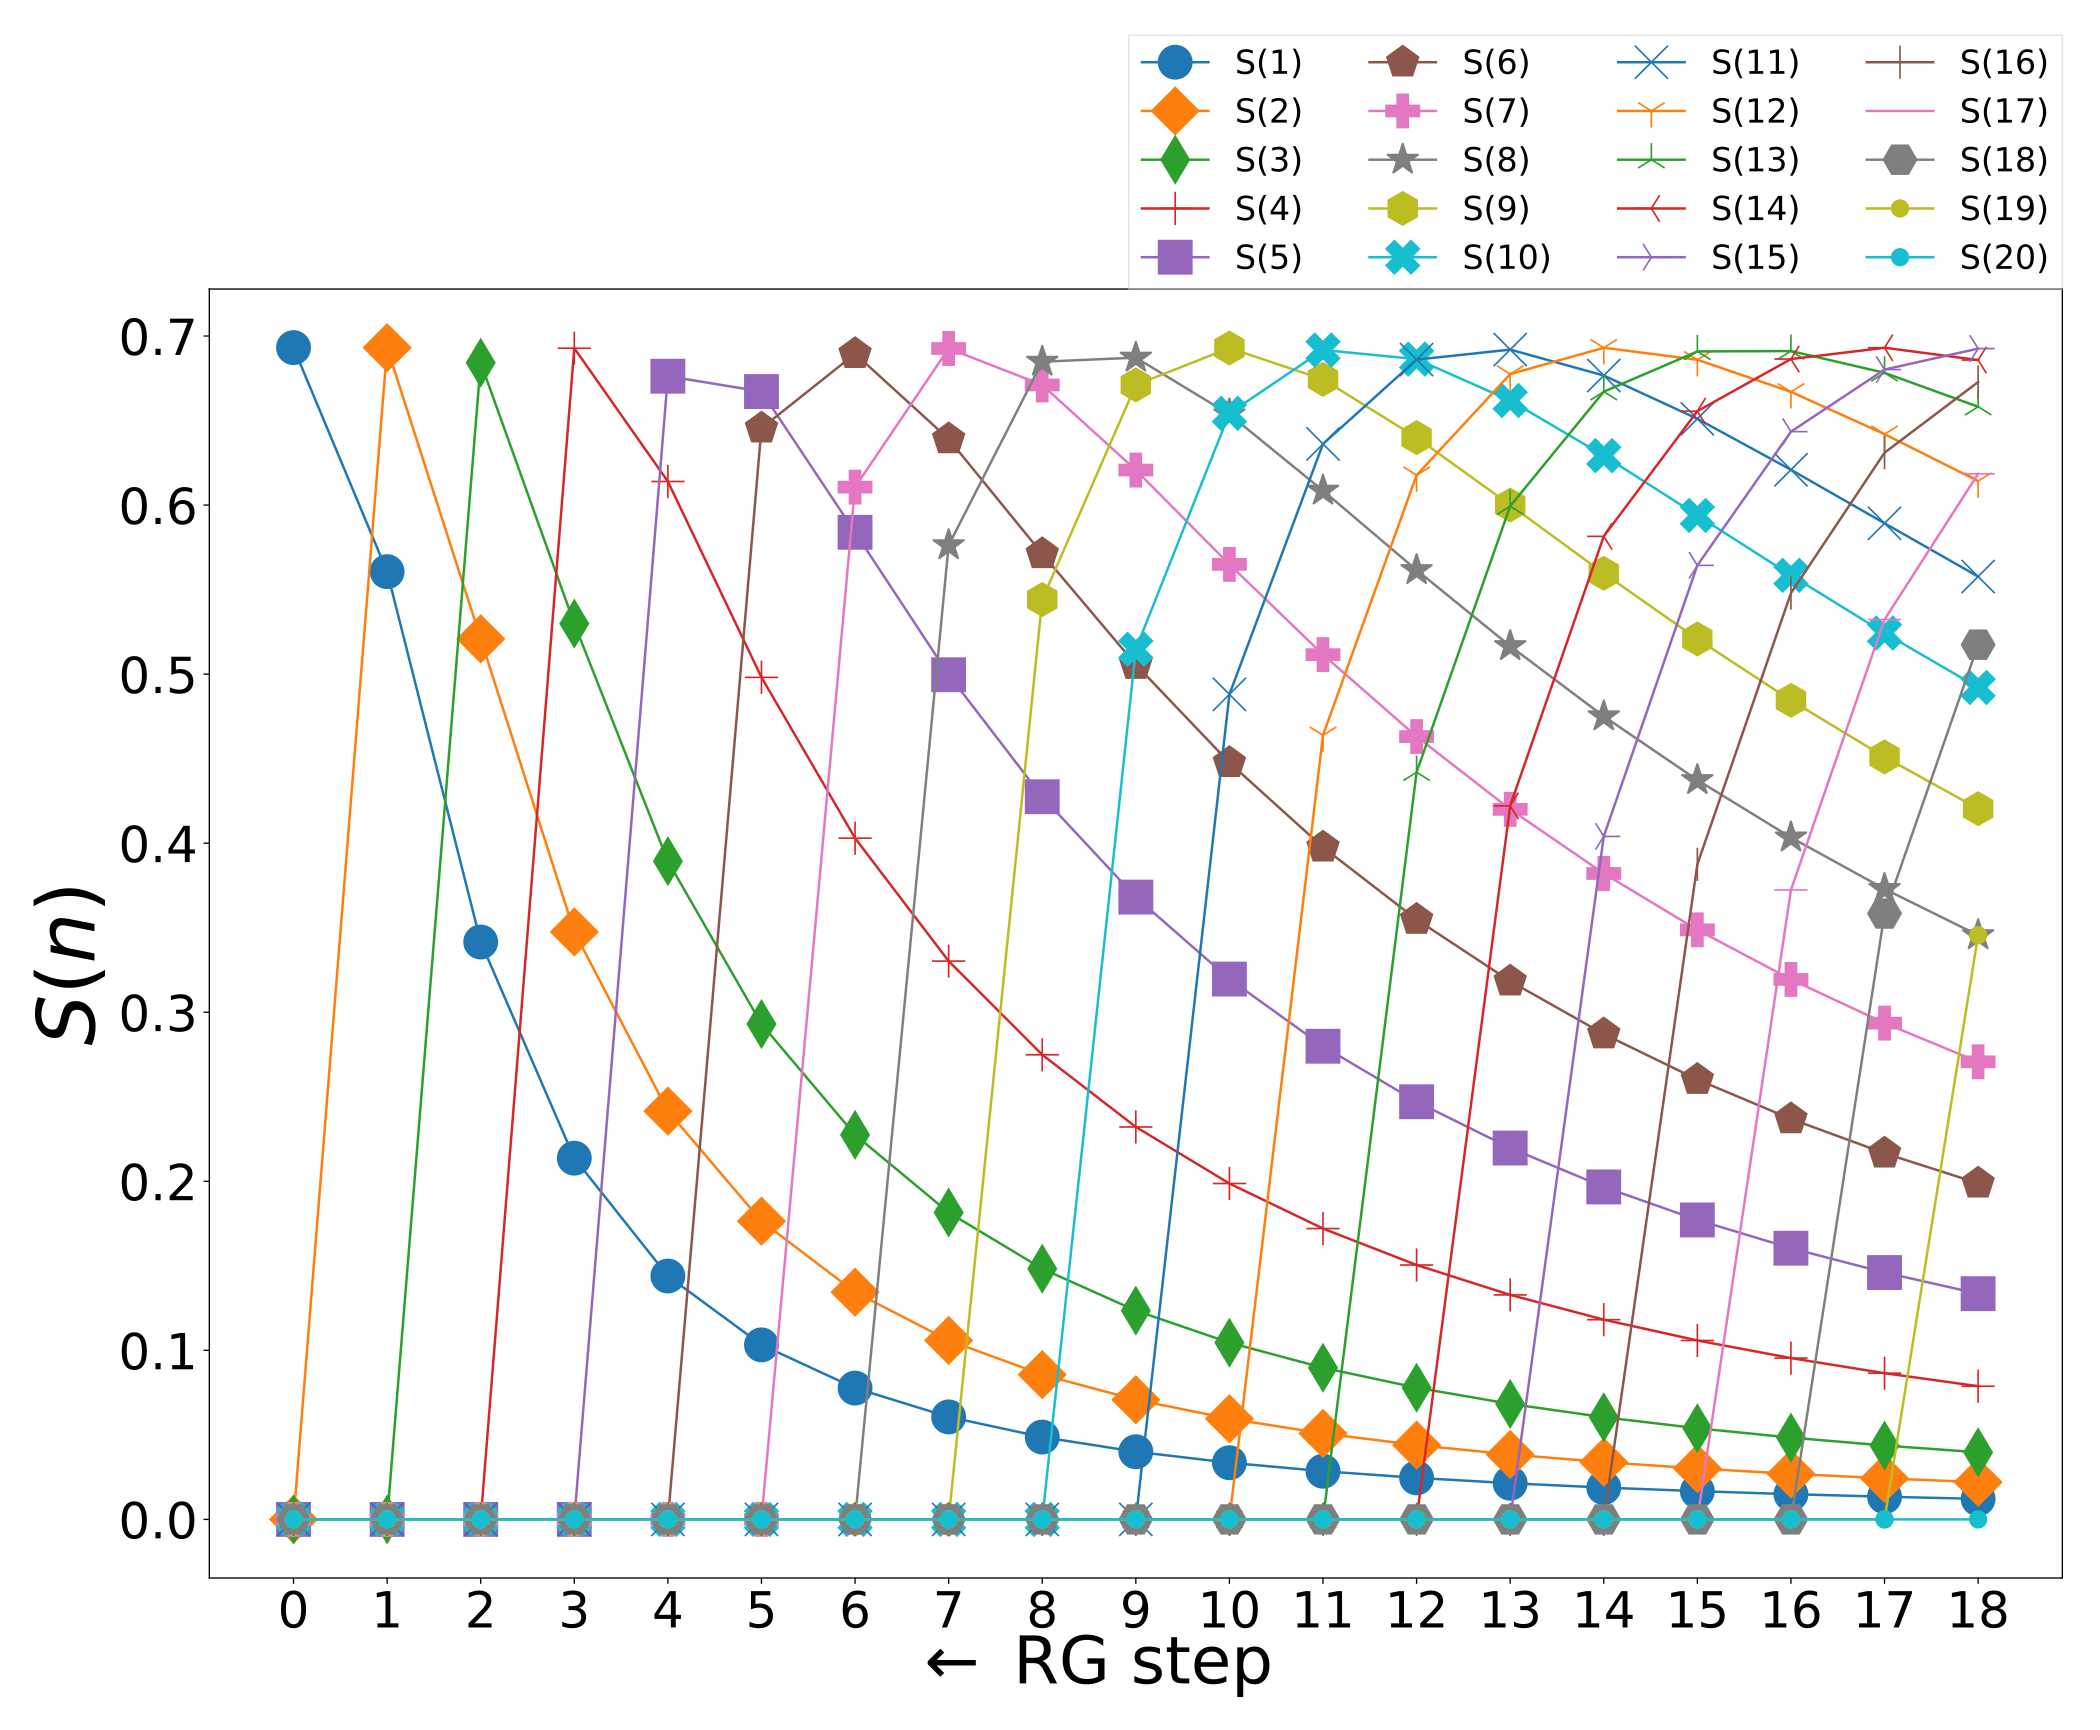 S(1) S(6) S(11) S(16)
S(2) S(7) S(12) S(17)
S(3) S(8) S(13) S(18)
S(4) S(9) S(14) S(19)
S(5) S(10) S(15) S(20)
0.7
0.6
0.5
0.4
0.3
0.2
0.1
0.0
S(n)
0 1 2 3 4 5 6 7 8 9 10 11 12 13 14 15 16 17 18
← RG step